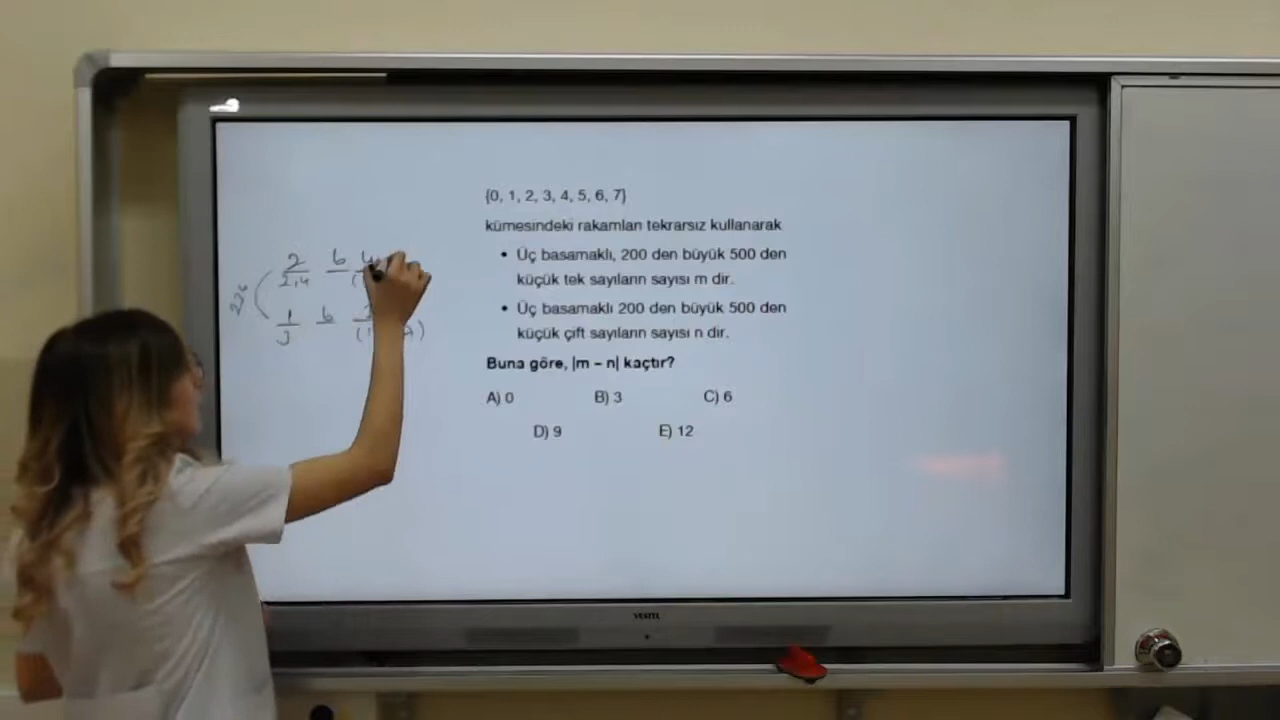 {0, 1, 2, 3, 4, 5, 6, 7}
kümesindeki rakamları tekrarsız kullanarak
• Üç basamaklı, 200 den büyük 500 den
küçük tek sayıların sayısı m dir.
• Üç basamaklı 200 den büyük 500 den
küçük çift sayıların sayısı n dir.
Buna göre, |m – n| kaçtır?
A) 0 B) 3 C) 6
D) 9 E) 12
2 6 4
2,4
1 6
3
VESTEL